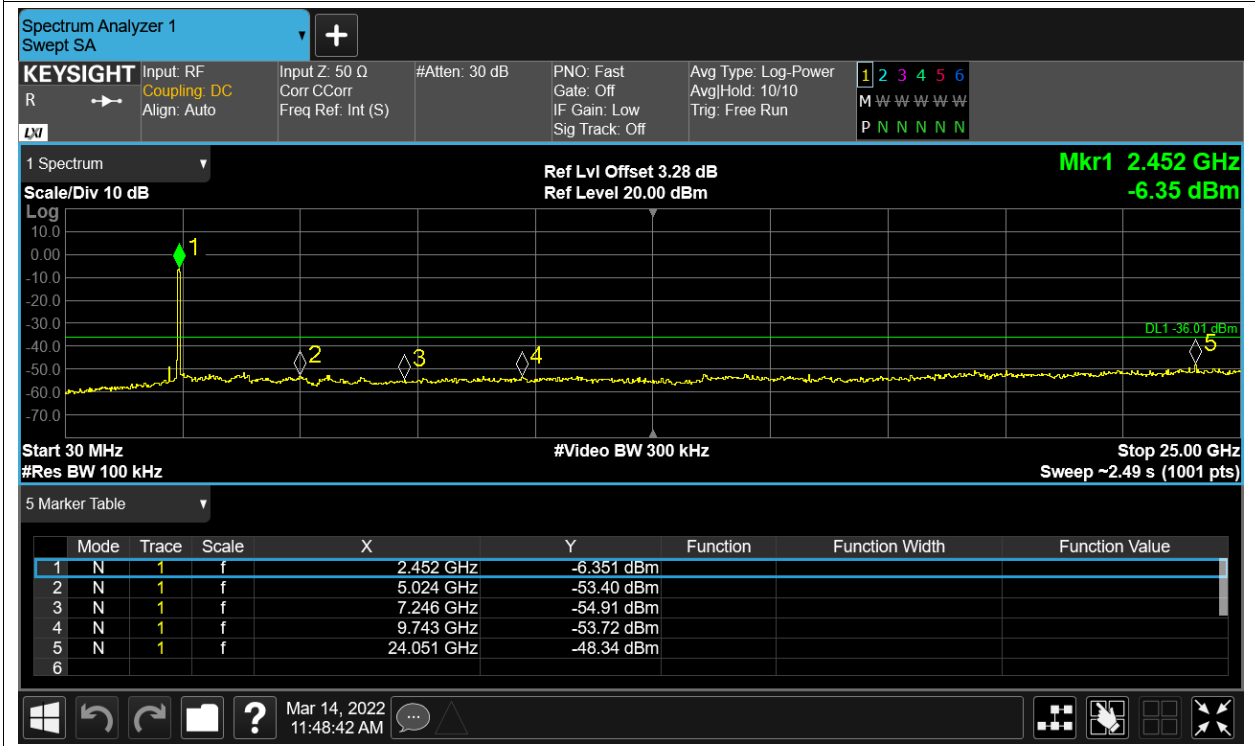 Spectrum Analyzer 1
Swept SA
+
KEYSIGHT Input: RF Input Z: 50 Ω #Atten: 30 dB PNO: Fast Avg Type: Log-Power 1 2 3 4 5 6
R Coupling: DC Corr CCorr Gate: Off Avg|Hold: 10/10 M W W W W W
Align: Auto Freq Ref: Int (S) IF Gain: Low Trig: Free Run
LXI Sig Track: Off P N N N N N
1 Spectrum Ref Lvl Offset 3.28 dB Mkr1 2.452 GHz
Scale/Div 10 dB Ref Level 20.00 dBm -6.35 dBm
Log
10.0
1
0.00
-10.0
-20.0
-30.0
DL1 -36.01 dBm
-40.0
2 3 4 5
-50.0
-60.0
-70.0
Start 30 MHz #Video BW 300 kHz Stop 25.00 GHz
#Res BW 100 kHz Sweep ~2.49 s (1001 pts)
5 Marker Table
Mode Trace Scale X Y Function Function Width Function Value
1 N 1 f 2.452 GHz -6.351 dBm
2 N 1 f 5.024 GHz -53.40 dBm
3 N 1 f 7.246 GHz -54.91 dBm
4 N 1 f 9.743 GHz -53.72 dBm
5 N 1 f 24.051 GHz -48.34 dBm
6
? Mar 14, 2022
11:48:42 AM